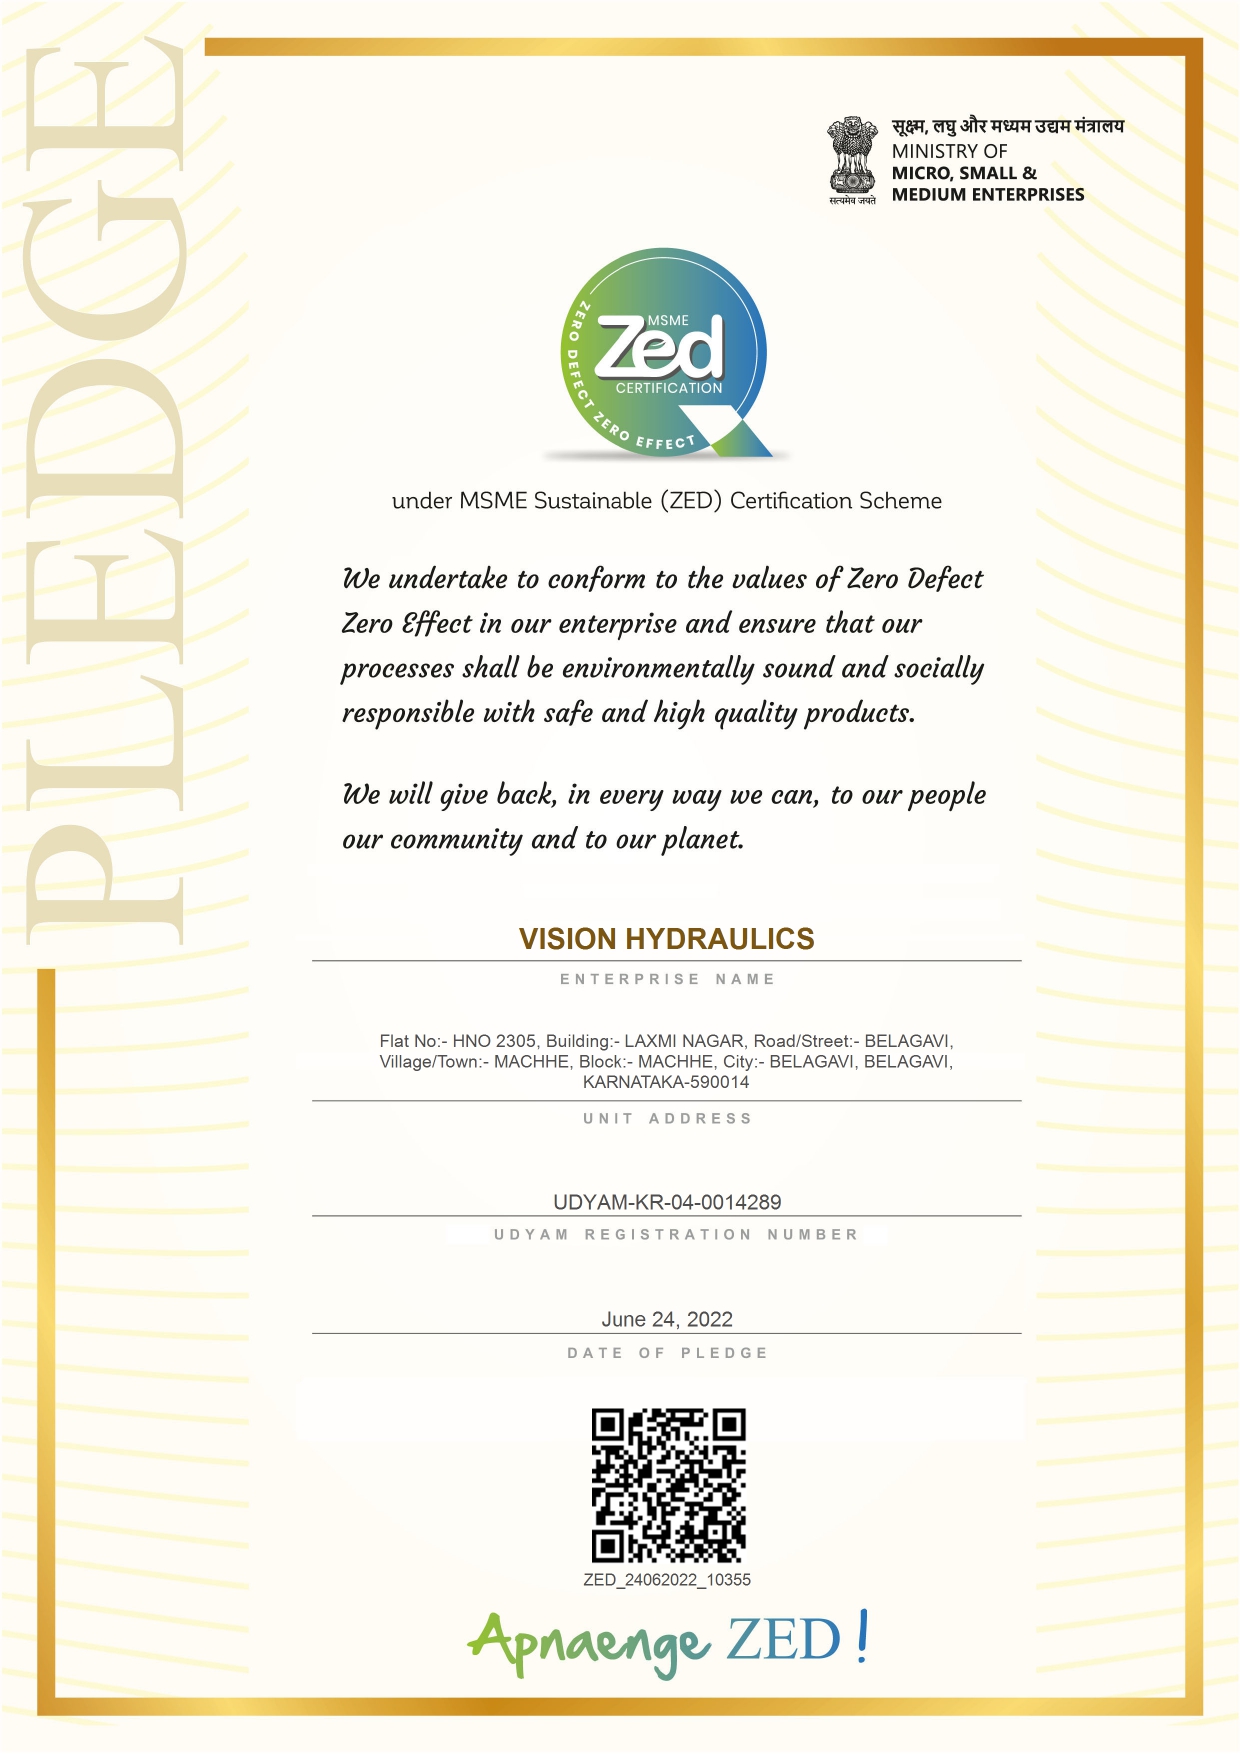 PLEDGE
सूक्ष्म, लघु और मध्यम उद्यम मंत्रालय
MINISTRY OF
MICRO, SMALL &
MEDIUM ENTERPRISES
सत्यमेव जयते
MSME
Zed
CERTIFICATION
ZERO DEFECT ZERO EFFECT
under MSME Sustainable (ZED) Certification Scheme
We undertake to conform to the values of Zero Defect
Zero Effect in our enterprise and ensure that our
processes shall be environmentally sound and socially
responsible with safe and high quality products.
We will give back, in every way we can, to our people
our community and to our planet.
VISION HYDRAULICS
ENTERPRISE NAME
Flat No:- HNO 2305, Building:- LAXMI NAGAR, Road/Street:- BELAGAVI,
Village/Town:- MACHHE, Block:- MACHHE, City:- BELAGAVI, BELAGAVI,
KARNATAKA-590014
UNIT ADDRESS
UDYAM-KR-04-0014289
UDYAM REGISTRATION NUMBER
June 24, 2022
DATE OF PLEDGE
ZED_24062022_10355
Apnaenge ZED !